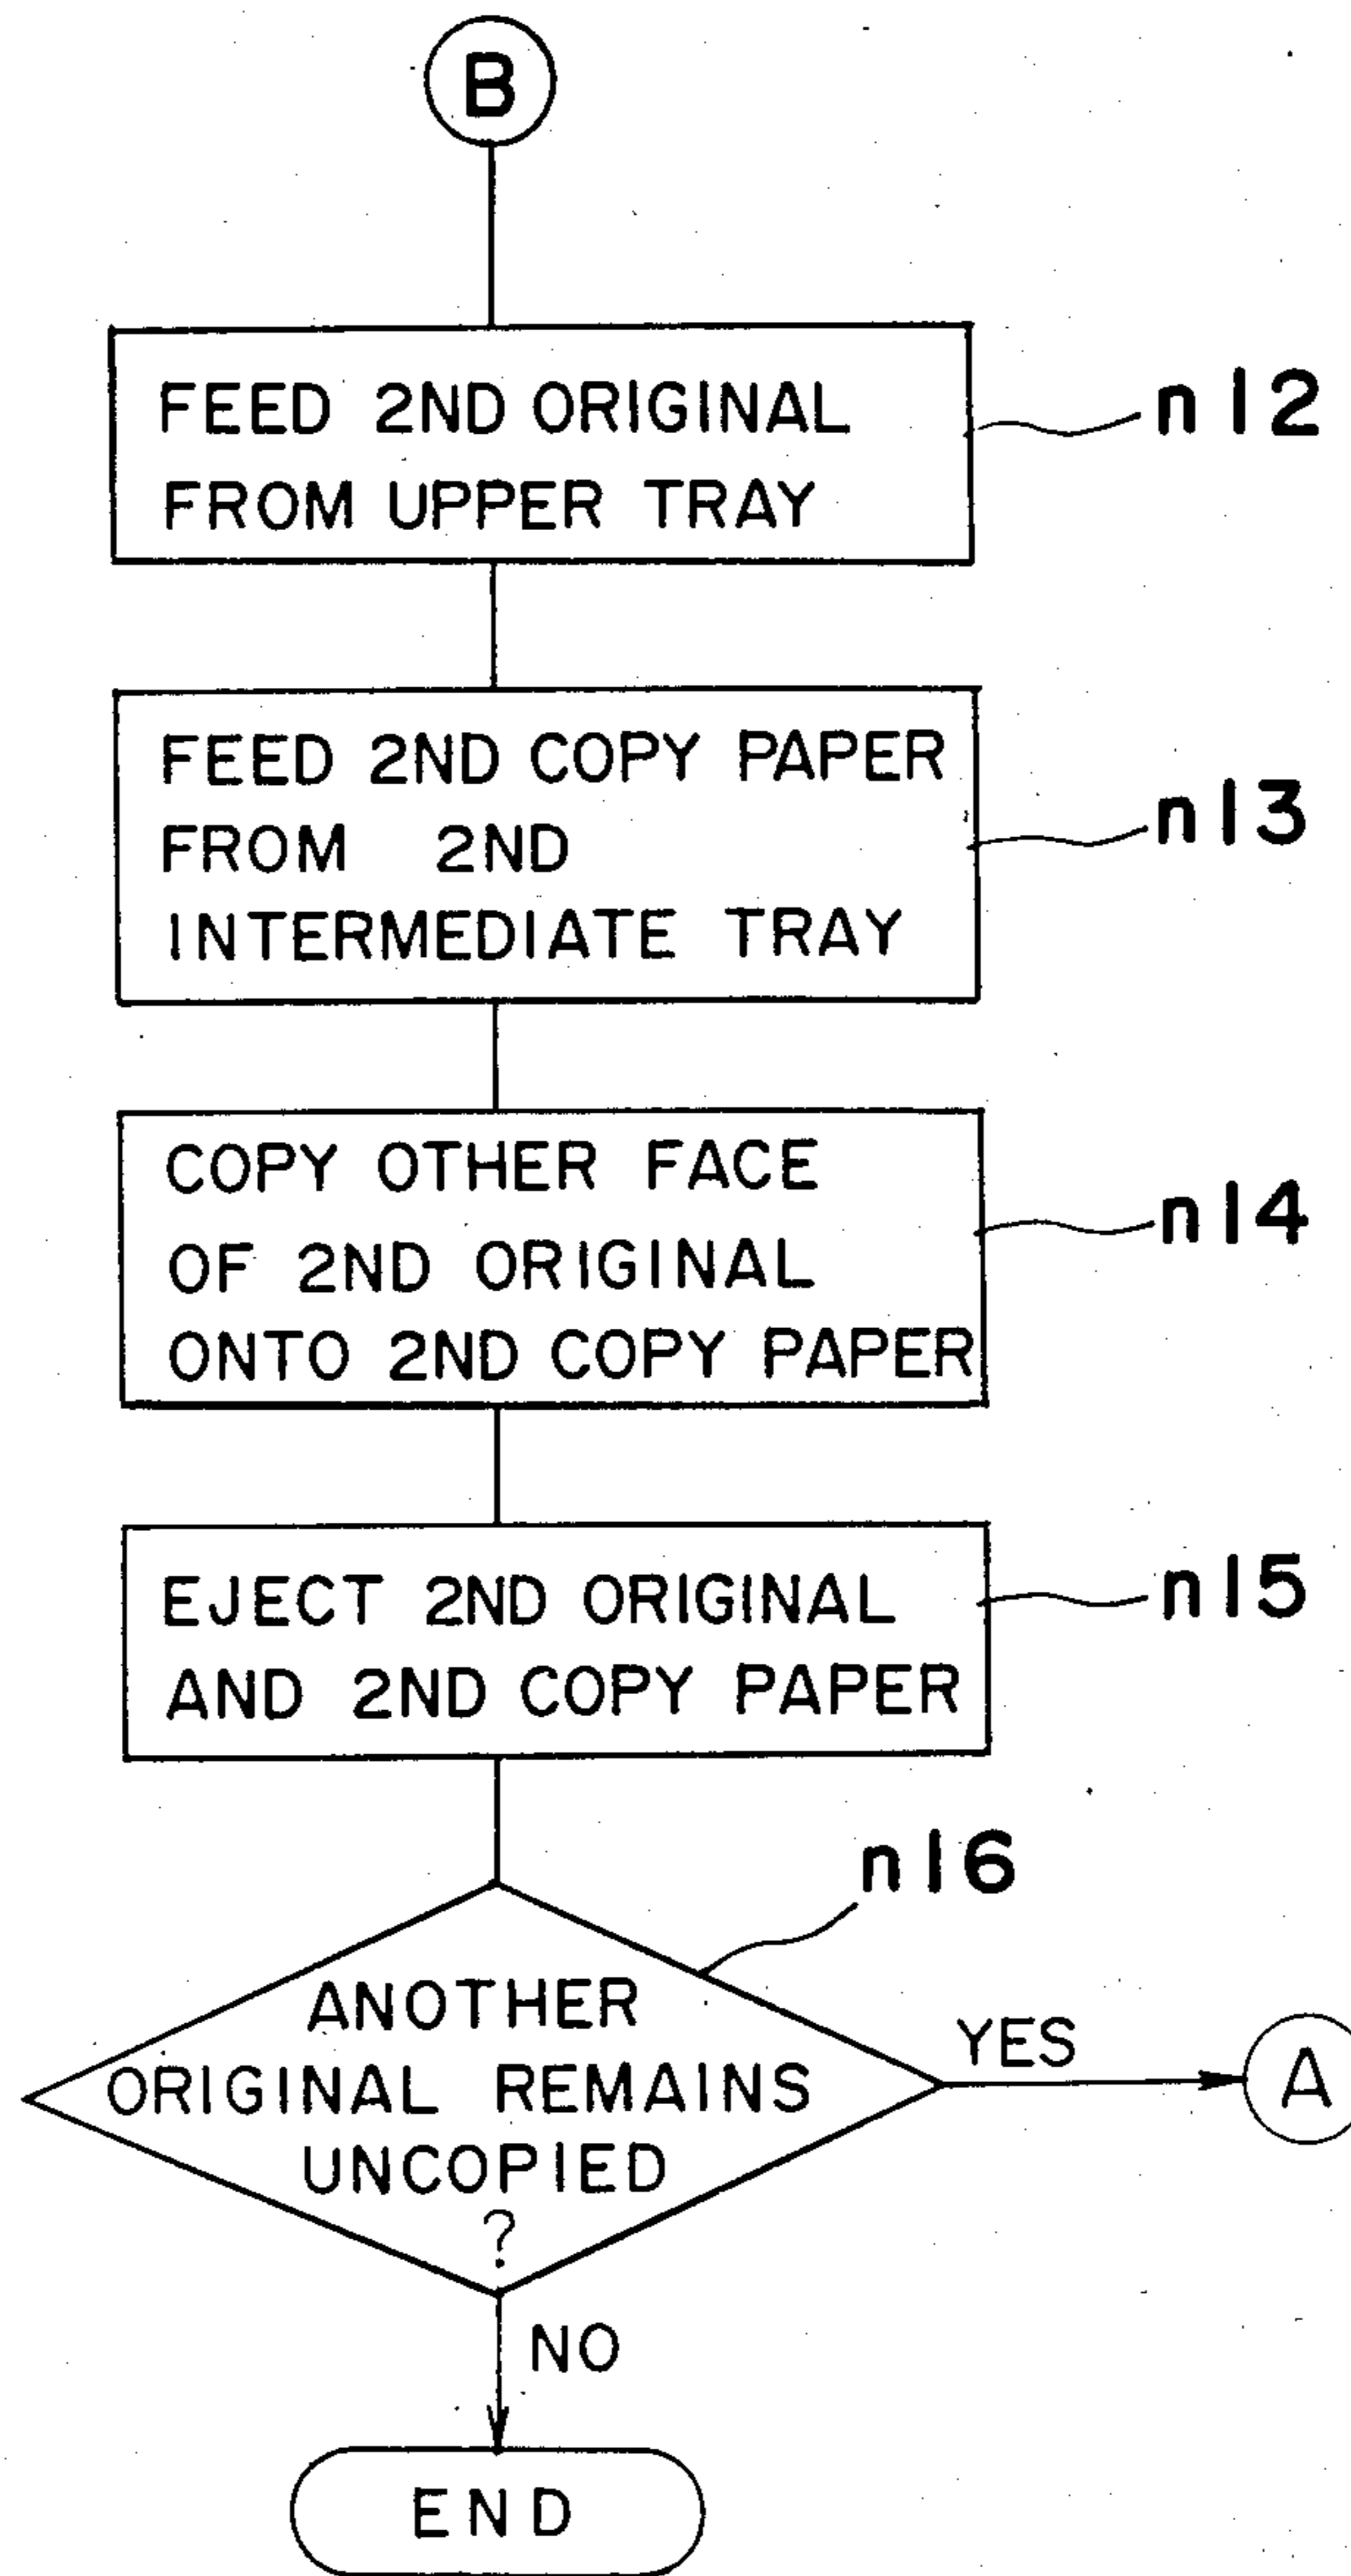 B
FEED 2ND ORIGINAL
FROM UPPER TRAY
n12
FEED 2ND COPY PAPER
FROM 2ND
INTERMEDIATE TRAY
n13
COPY OTHER FACE
OF 2ND ORIGINAL
ONTO 2ND COPY PAPER
n14
EJECT 2ND ORIGINAL
AND 2ND COPY PAPER
n15
n16
ANOTHER
ORIGINAL REMAINS
UNCOPIED
?
YES
A
NO
END